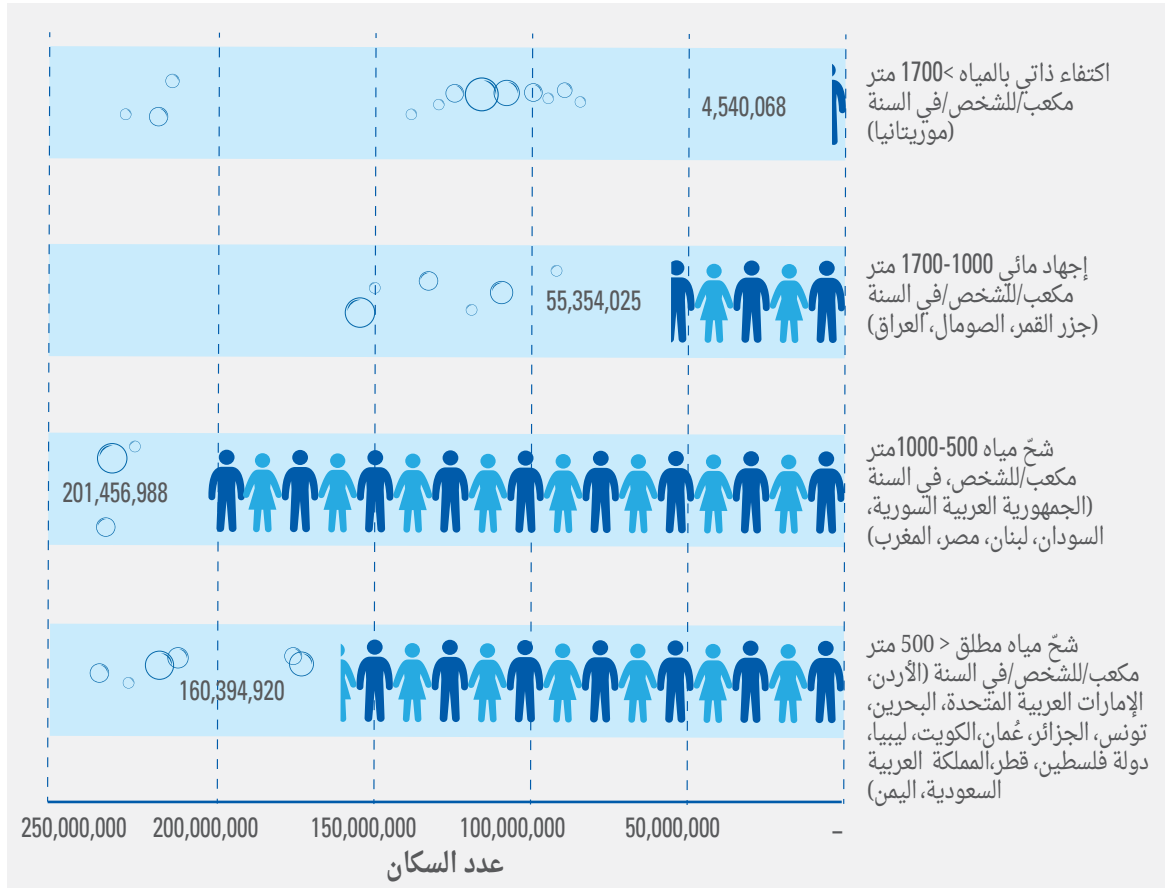 اكتفاء ذاتي بالمياه >1700 متر
مكعب/للشخص/في السنة
(موريتانيا)
4,540,068
إجهاد مائي 1000-1700 متر
مكعب/للشخص/في السنة
(جزر القمر، الصومال، العراق)
55,354,025
شحّ مياه 500-1000متر
مكعب/للشخص، في السنة
(الجمهورية العربية السورية،
السودان، لبنان، مصر، المغرب)
201,456,988
شحّ مياه مطلق < 500 متر
مكعب/للشخص/في السنة (الأردن،
الإمارات العربية المتحدة، البحرين،
تونس، الجزائر، عُمان،الكويت، ليبيا،
دولة فلسطين، قطر،المملكة العربية
السعودية، اليمن)
160,394,920
250,000,000 200,000,000 150,000,000 100,000,000 50,000,000 –
عدد السكان